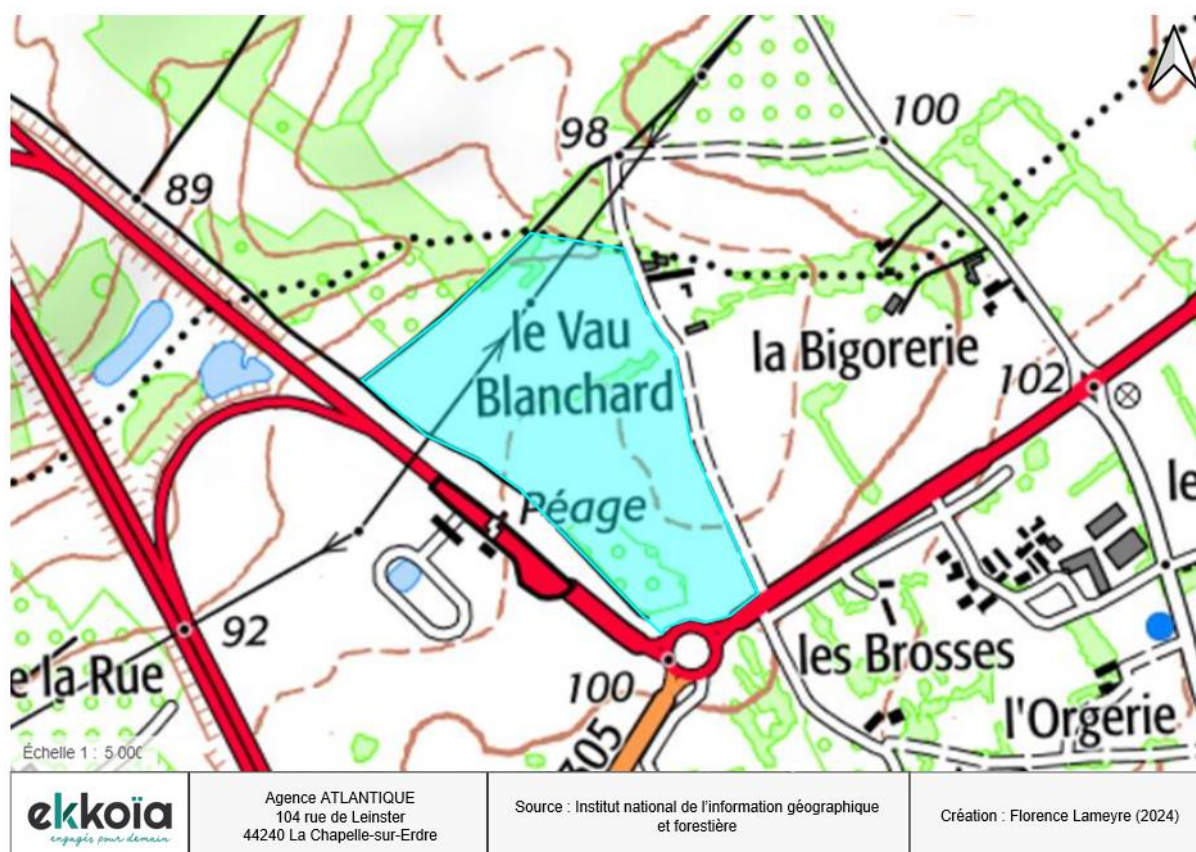 98
100
89
le Vau
Blanchard
la Bigorerie
102
Péage
92
e la Rue
les Brosses
100
l'Orgerie
le
305
Échelle 1 : 5 000
ekkoïa
engagés pour demain
Agence ATLANTIQUE
104 rue de Leinster
44240 La Chapelle-sur-Erdre
Source : Institut national de l'information géographique
et forestière
Création : Florence Lameyre (2024)